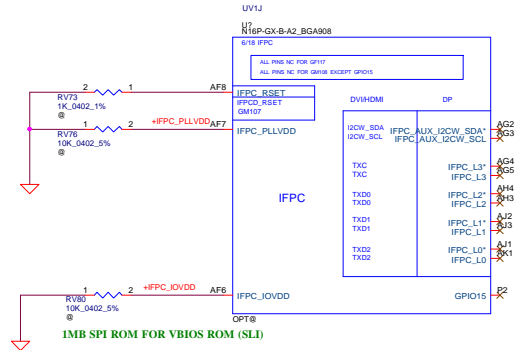 UV1J
U?
N16P-GX-B-A2_BGA908
6/18 IFPC
ALL PINS NC FOR GF117
ALL PINS NC FOR GM108 EXCEPT GPIO15
2 1 AF8 IFPC_RSET
RV73
1K_0402_1%
@
IFPCD_RSET
GM107
DVI/HDMI DP
1 2 +IFPC_PLLVDD AF7 IFPC_PLLVDD
RV76
10K_0402_5%
@
I2CW_SDA IFPC_AUX_I2CW_SDA* AG2
I2CW_SCL IFPC_AUX_I2CW_SCL AG3
TXC IFPC_L3* AG4
TXC IFPC_L3 AG5
TXD0 IFPC_L2* AH4
TXD0 IFPC_L2 AH3
IFPC
TXD1 IFPC_L1* AJ2
TXD1 IFPC_L1 AJ3
TXD2 IFPC_L0* AJ1
TXD2 IFPC_L0 AK1
1 2 +IFPC_IOVDD AF6 IFPC_IOVDD
GPIO15 P2
RV80
10K_0402_5%
@
OPT@
1MB SPI ROM FOR VBIOS ROM (SLI)